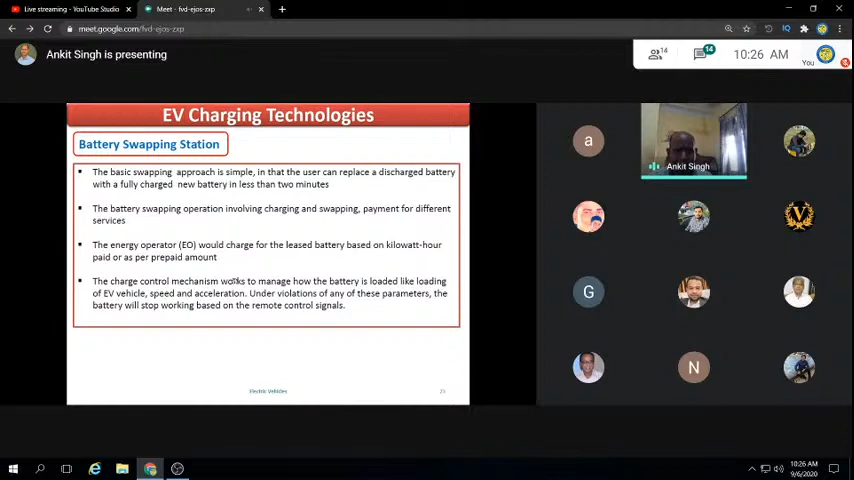 Live streaming - YouTube Studio
Meet - fvd-ejos-zxp
meet.google.com/fvd-ejos-zxp
Ankit Singh is presenting
14
14
10:26 AM
You
EV Charging Technologies
Battery Swapping Station
The basic swapping approach is simple, in that the user can replace a discharged battery
with a fully charged new battery in less than two minutes
The battery swapping operation involving charging and swapping, payment for different
services
The energy operator (EO) would charge for the leased battery based on kilowatt-hour
paid or as per prepaid amount
The charge control mechanism works to manage how the battery is loaded like loading
of EV vehicle, speed and acceleration. Under violations of any of these parameters, the
battery will stop working based on the remote control signals.
Electric Vehicles
a
Ankit Singh
V
G
N
10:26 AM
9/6/2020